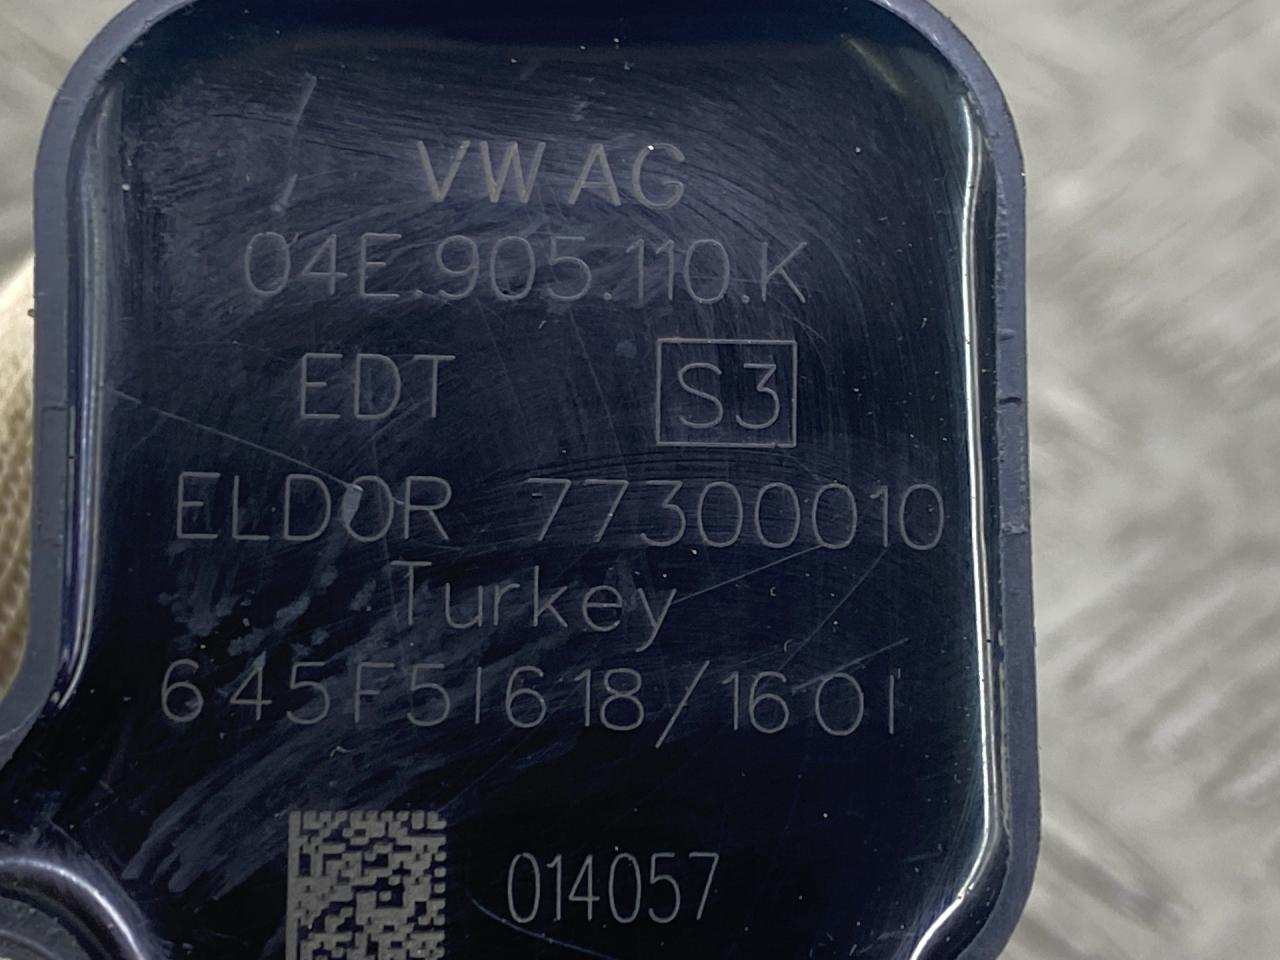 VW AG
04E.905.110.K
EDT S3
ELDOR 77300010
Turkey
645F51618/1601
014057